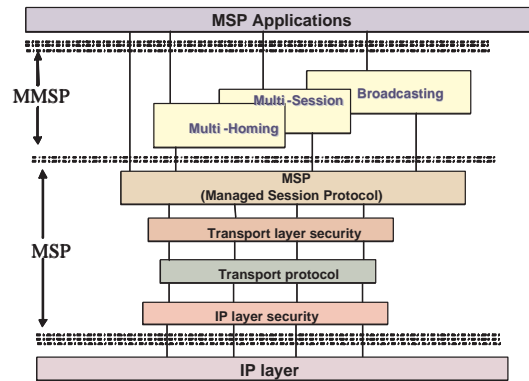 MSP Applications
MMSP
Broadcasting
Multi -Session
Multi -Homing
MSP
MSP
(Managed Session Protocol)
Transport layer security
Transport protocol
IP layer security
IP layer